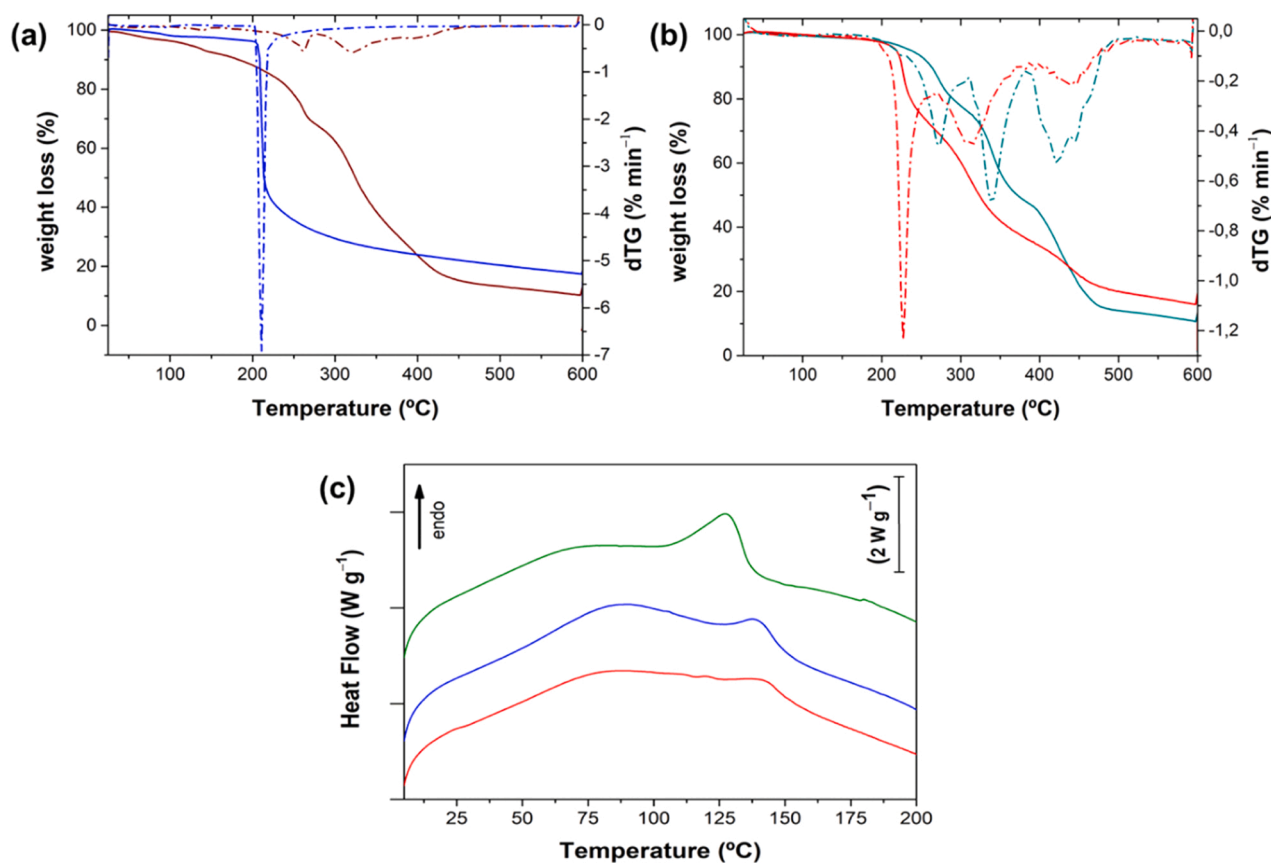 (a)
weight loss (%)
100
80
60
40
20
0
0
-1
-2
-3
-4
-5
-6
-7
dTG (% min⁻¹)
100 200 300 400 500 600
Temperature (ºC)
(b)
weight loss (%)
100
80
60
40
20
0
0,0
-0,2
-0,4
-0,6
-0,8
-1,0
-1,2
dTG (% min⁻¹)
100 200 300 400 500 600
Temperature (ºC)
(c)
endo
(2 W g⁻¹)
Heat Flow (W g⁻¹)
25 50 75 100 125 150 175 200
Temperature (ºC)